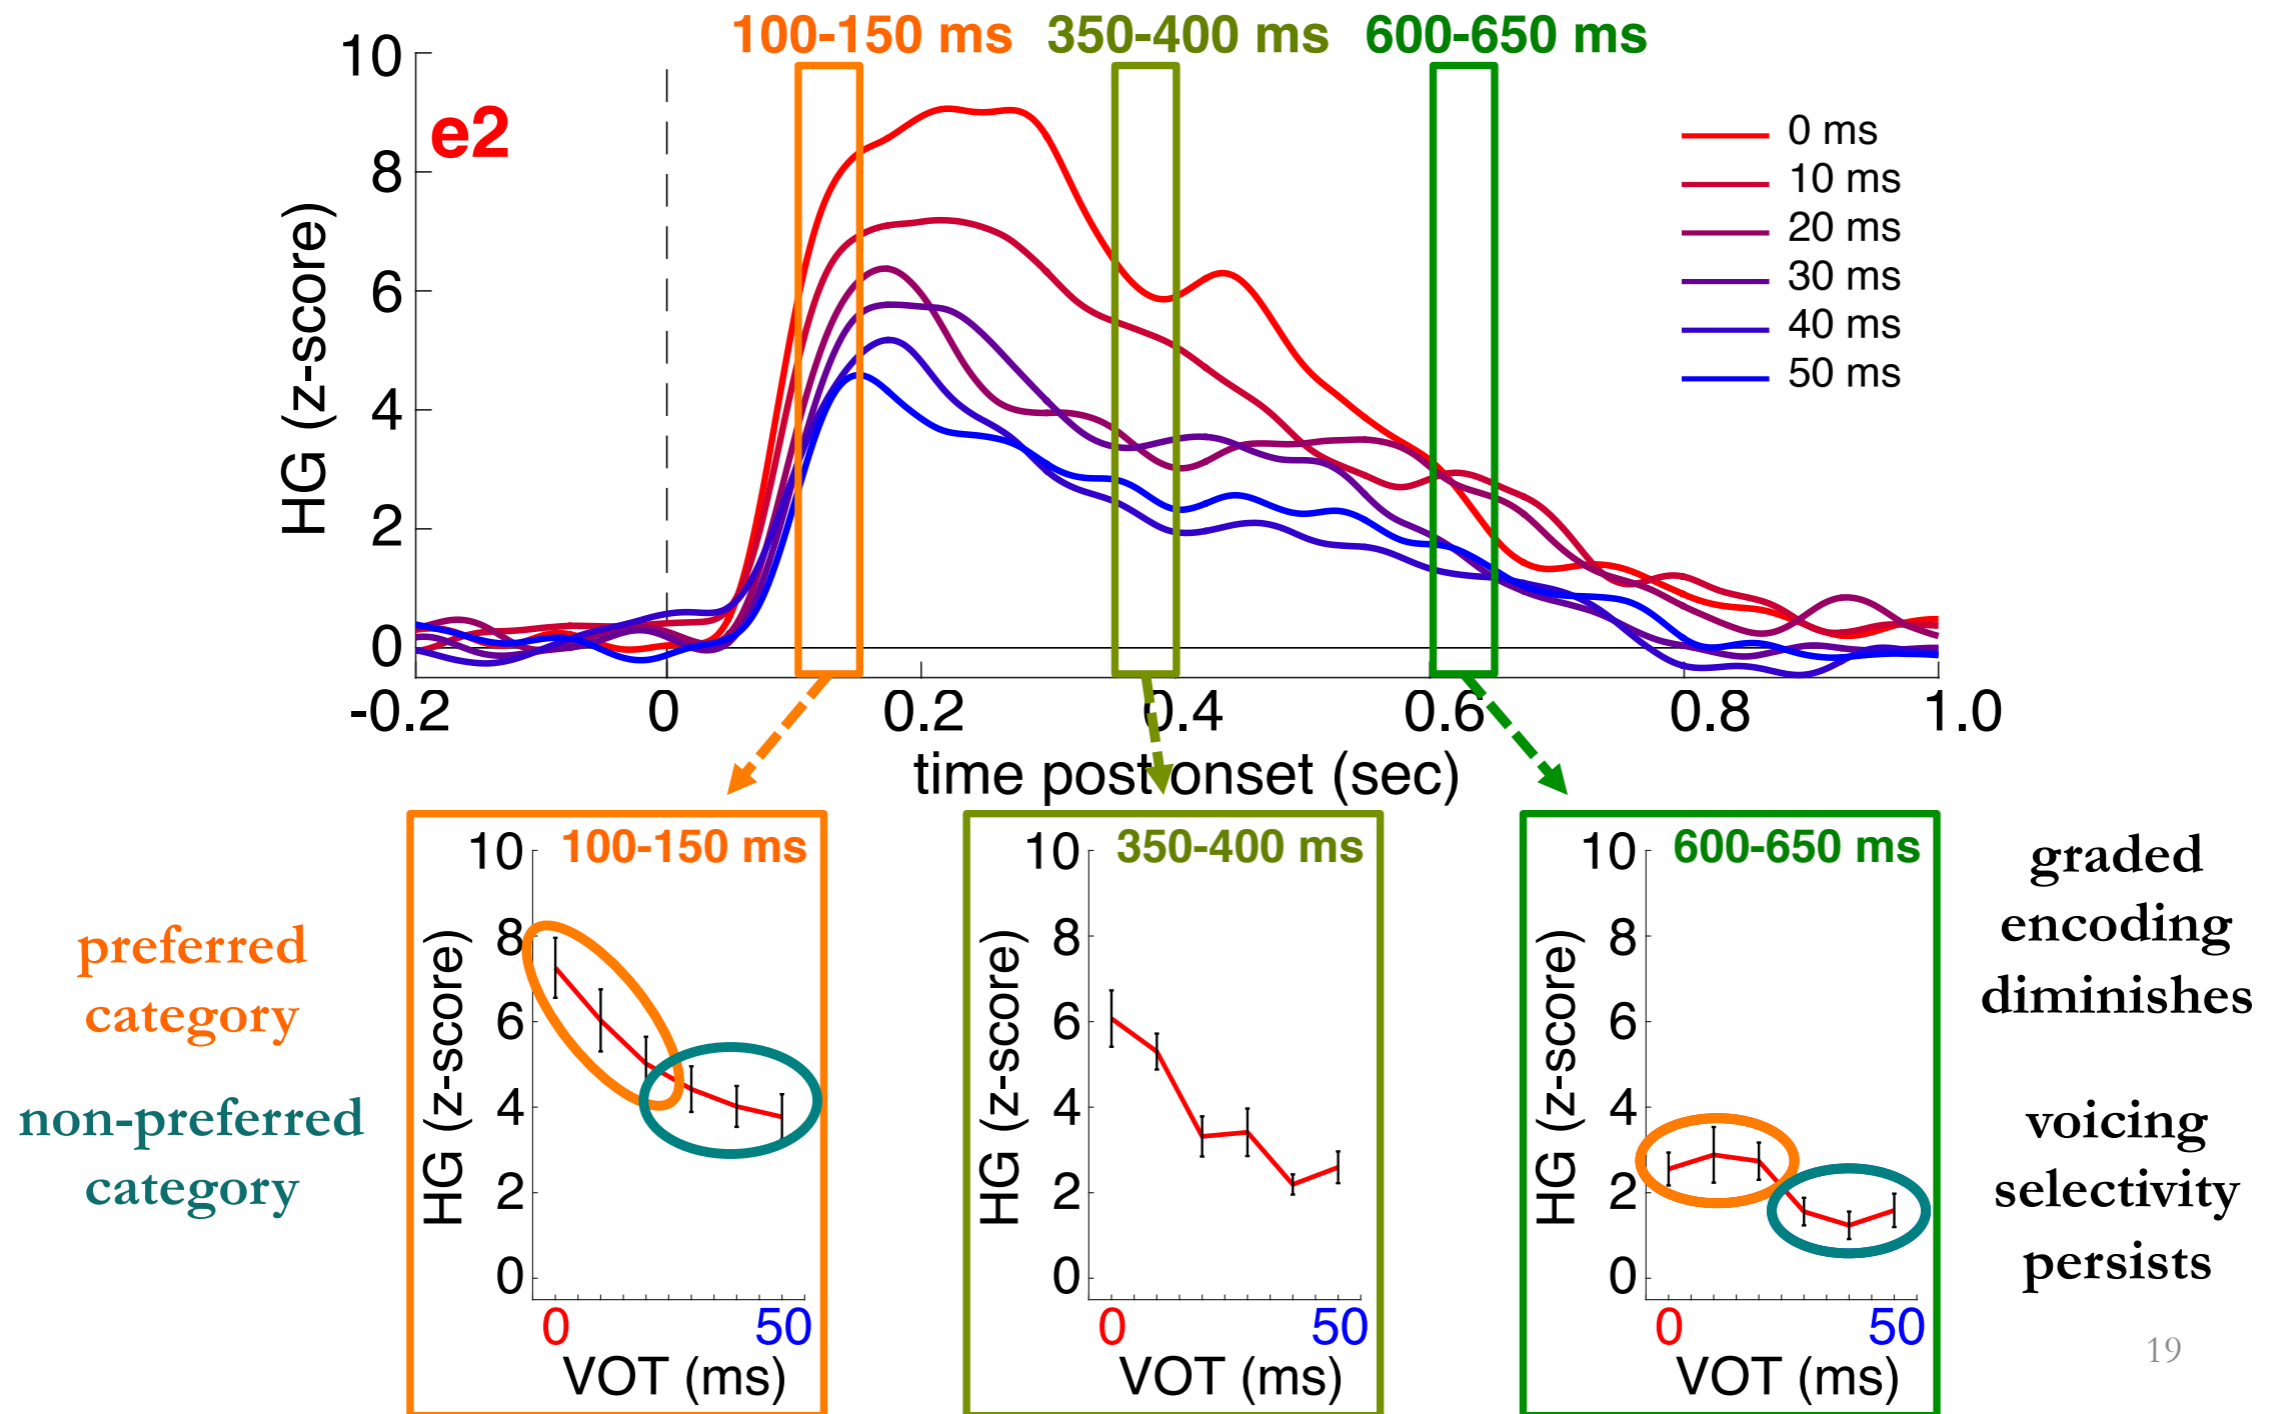 100-150 ms 350-400 ms 600-650 ms
e2
HG (z-score)
10
8
6
4
2
0
-0.2 0 0.2 0.4 0.6 0.8 1.0
time post onset (sec)
0 ms
10 ms
20 ms
30 ms
40 ms
50 ms
preferred
category
non-preferred
category
100-150 ms
HG (z-score)
10
8
6
4
2
0
0 50
VOT (ms)
350-400 ms
HG (z-score)
10
8
6
4
2
0
0 50
VOT (ms)
600-650 ms
HG (z-score)
10
8
6
4
2
0
0 50
VOT (ms)
graded
encoding
diminishes
voicing
selectivity
persists
19